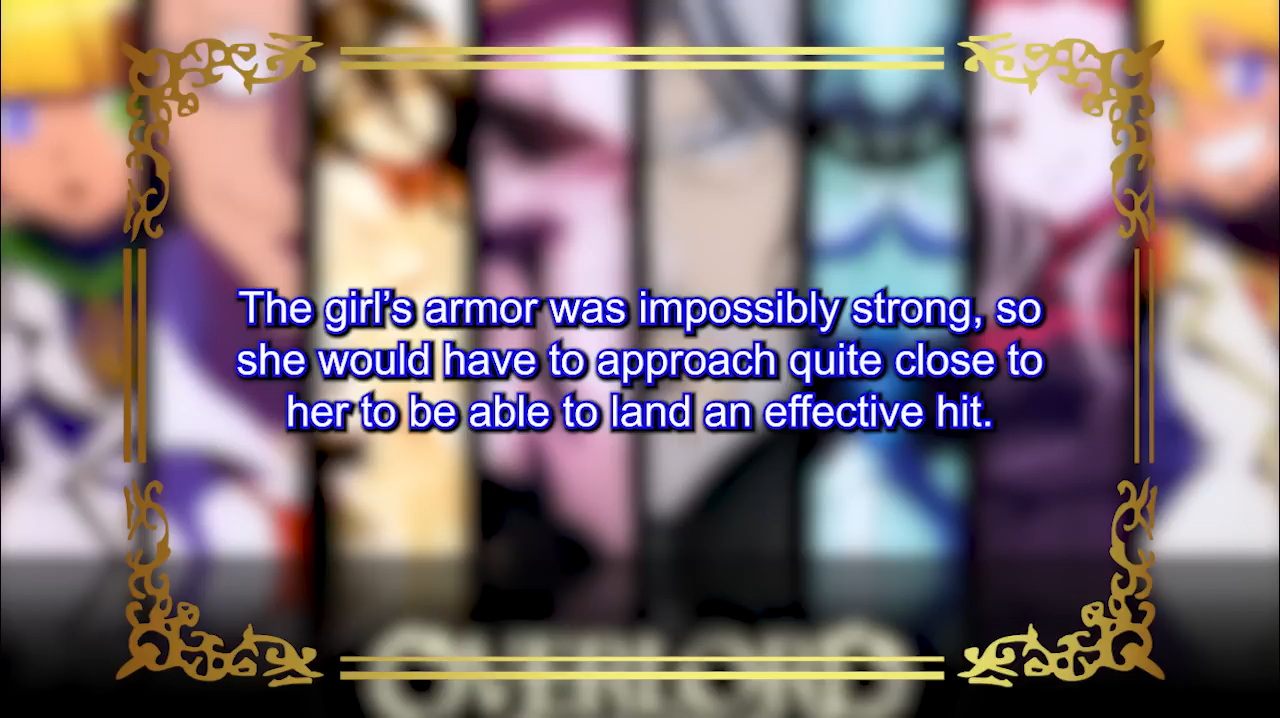 The girl’s armor was impossibly strong, so
she would have to approach quite close to
her to be able to land an effective hit.
OVERLORD